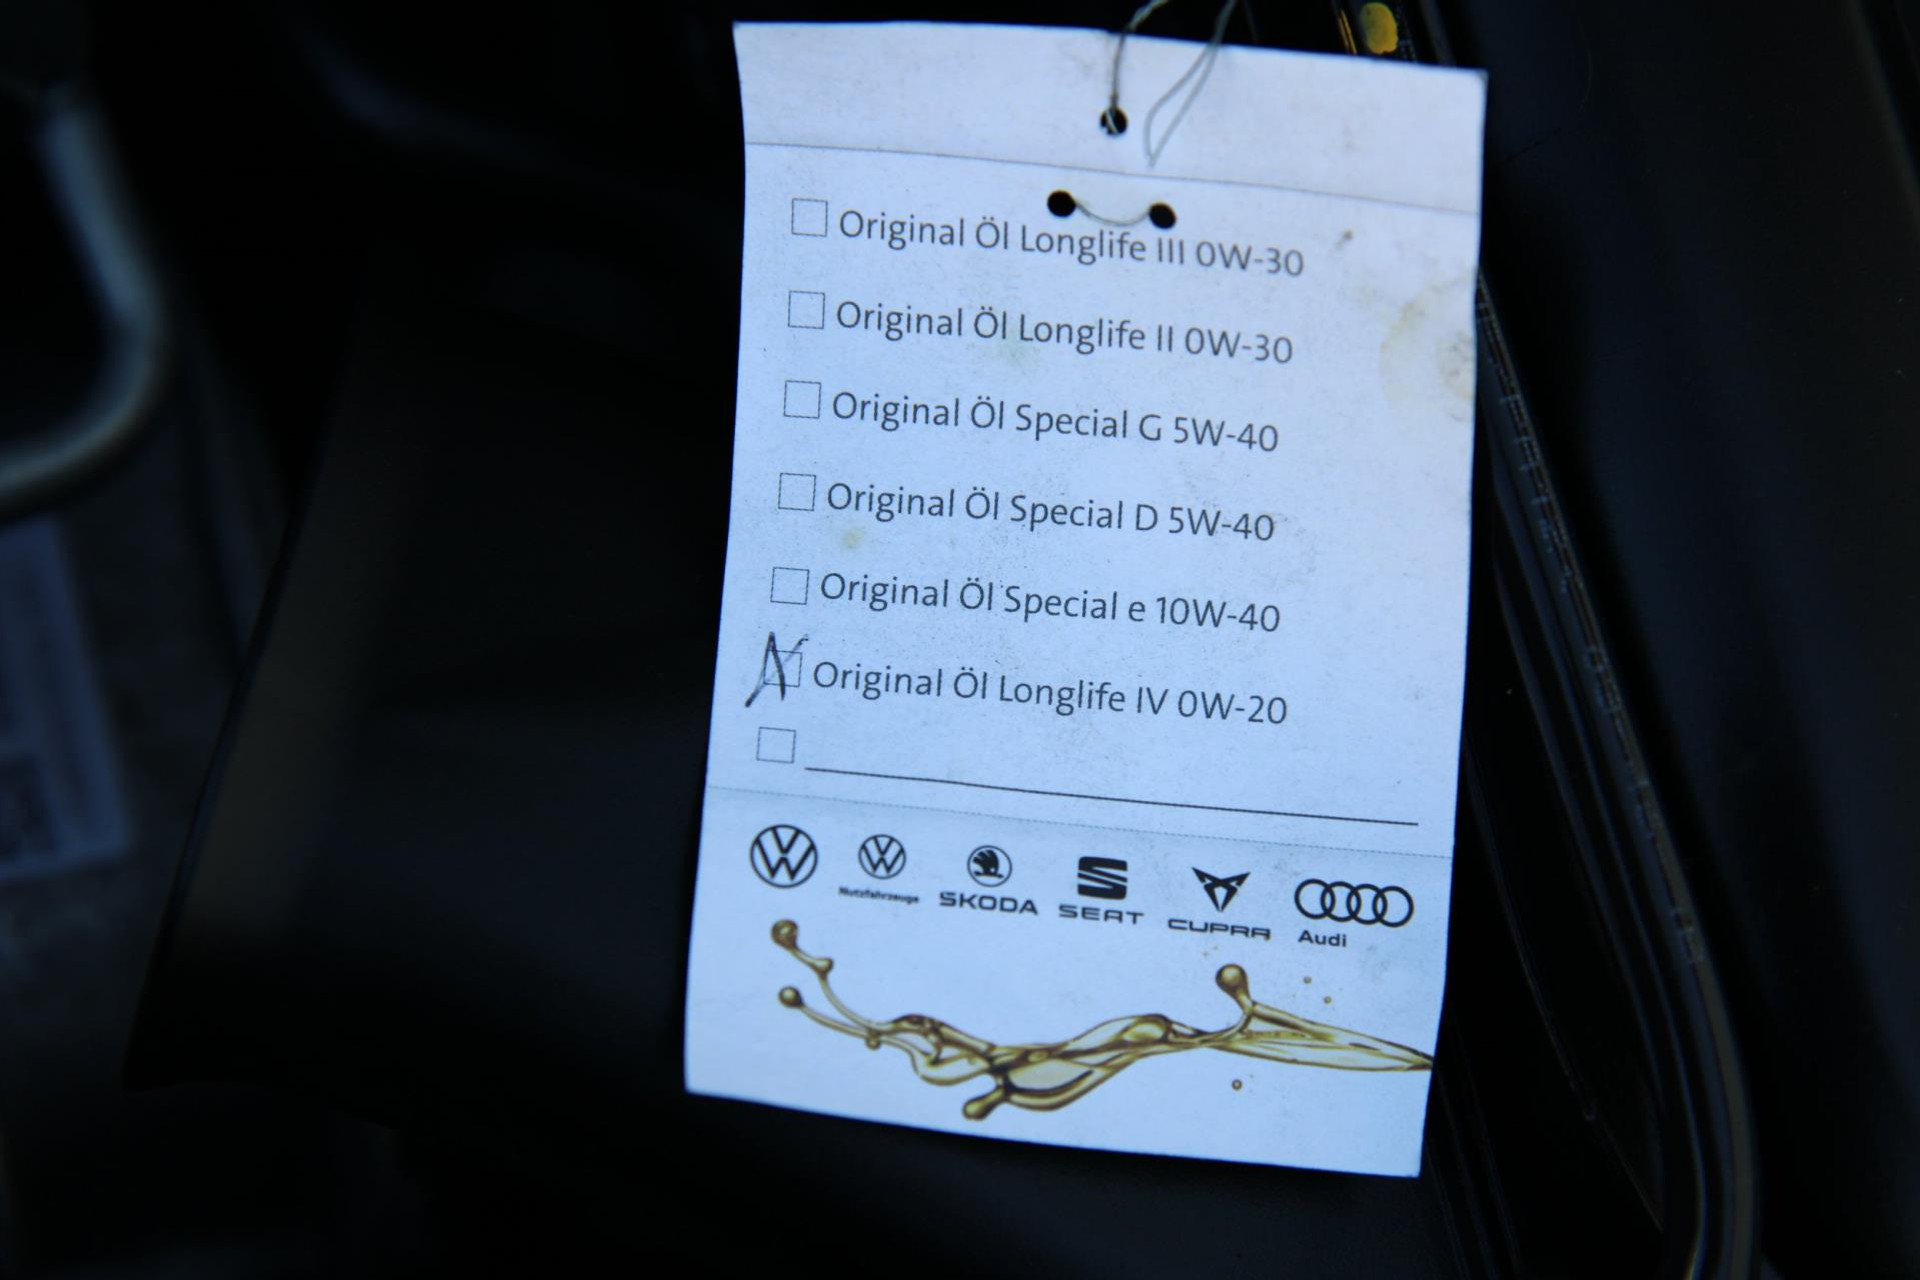 Original Öl Longlife III 0W-30
Original Öl Longlife II 0W-30
Original Öl Special G 5W-40
Original Öl Special D 5W-40
Original Öl Special e 10W-40
Original Öl Longlife IV 0W-20
Nutzfahrzeuge
ŠKODA
SEAT
CUPRA
Audi